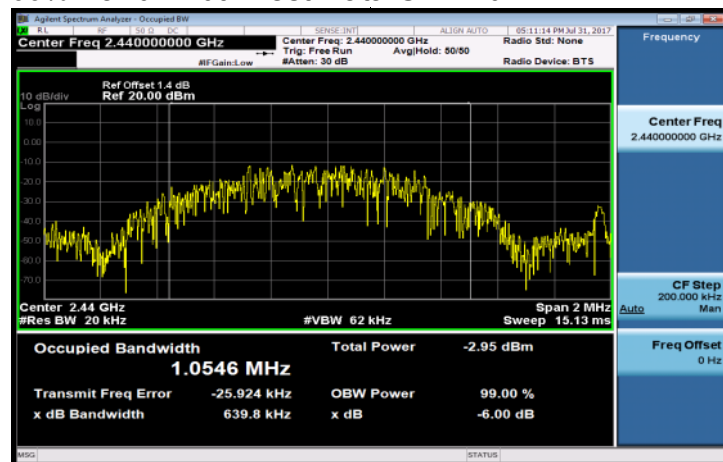 Agilent Spectrum Analyzer - Occupied BW
RL RF 50 Ω DC SENSE:INT ALIGN AUTO 05:11:14 PM Jul 31, 2017
Center Freq 2.440000000 GHz
Center Freq: 2.440000000 GHz
Radio Std: None
Trig: Free Run Avg|Hold: 50/50
#IFGain:Low
#Atten: 30 dB
Radio Device: BTS
Frequency
Ref Offset 1.4 dB
10 dB/div Ref 20.00 dBm
Log
10.0
0.00
-10.0
-20.0
-30.0
-40.0
-50.0
-60.0
-70.0
Center Freq
2.440000000 GHz
Center 2.44 GHz Span 2 MHz
#Res BW 20 kHz #VBW 62 kHz Sweep 15.13 ms
CF Step
200.000 kHz
Auto Man
Occupied Bandwidth Total Power -2.95 dBm
1.0546 MHz
Transmit Freq Error -25.924 kHz OBW Power 99.00 %
x dB Bandwidth 639.8 kHz x dB -6.00 dB
Freq Offset
0 Hz
MSG STATUS